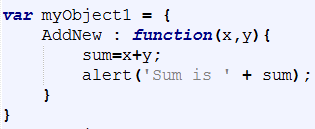 var myObject1 = {
    AddNew : function(x,y){
        sum=x+y;
        alert('Sum is ' + sum);
    }
}